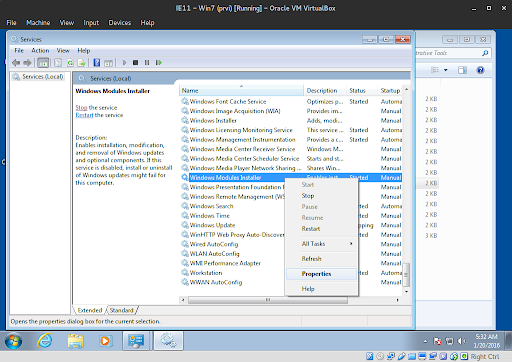 IE11 – Win7 (prvi) [Running] – Oracle VM VirtualBox
File Machine View Input Devices Help
Services
File Action View Help
trative Tools
Services (Local)
Services (Local)
Windows Modules Installer
Stop the service
Restart the service
Description:
Enables installation, modification,
and removal of Windows updates
and optional components. If this
service is disabled, install or uninstall
of Windows updates might fail for
this computer.
Name Description Status Startup
Windows Font Cache Service Optimizes p... Started Automa
Windows Image Acquisition (WIA) Provides im... Manual
Windows Installer Adds, modi... Manual
Windows Licensing Monitoring Service This service ... Started Automa
Windows Management Instrumentation Provides a c... Started Automa
Windows Media Center Receiver Service Windows M... Manual
Windows Media Center Scheduler Service Starts and st... Manual
Windows Media Player Network Sharing ... Shares Win... Manual
Windows Modules Installer Enables inst... Started Manual
Windows Presentation Foundation F Manual
Windows Remote Management (WS Manual
Windows Search Started Automa
Windows Time Manual
Windows Update Automa
WinHTTP Web Proxy Auto-Discover Manual
Wired AutoConfig Manual
WLAN AutoConfig Manual
WMI Performance Adapter Manual
Workstation Automa
WWAN AutoConfig Manual
Start
Stop
Pause
Resume
Restart
All Tasks
Refresh
Properties
Help
2 KB
2 KB
2 KB
2 KB
2 KB
2 KB
2 KB
2 KB
2 KB
2 KB
2 KB
3 KB
Extended Standard
Opens the properties dialog box for the current selection.
5:32 AM
1/20/2016
Right Ctrl